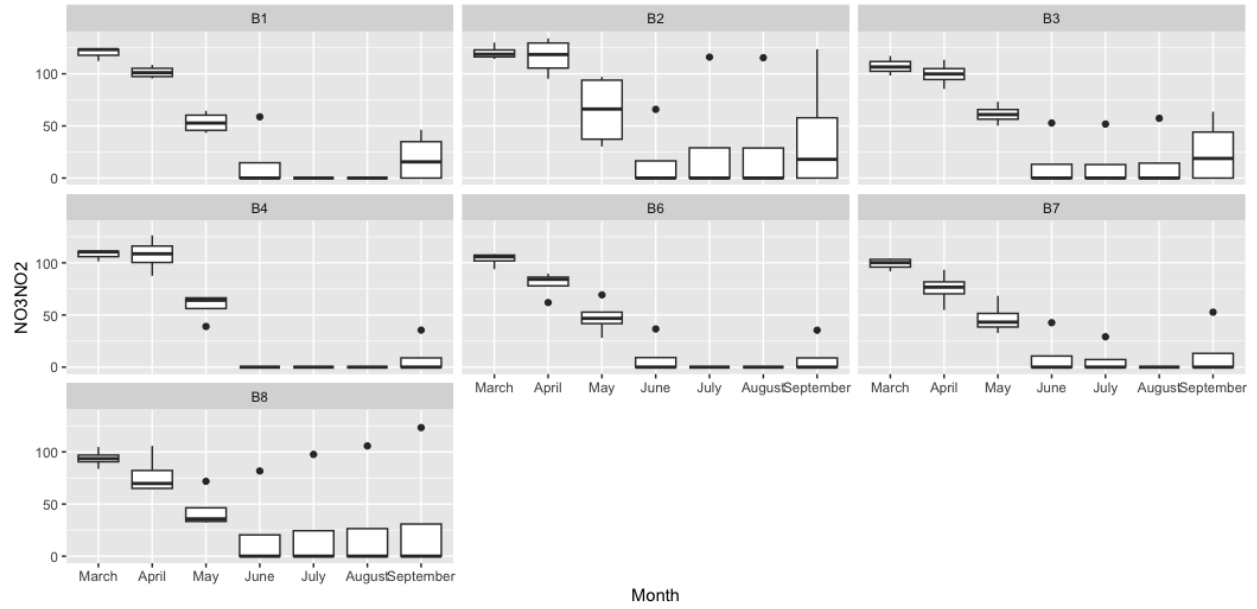 B1 B2 B3
100
50
0
B4 B6 B7
100
50
0
March April May June July August September March April May June July August September
B8
100
50
0
March April May June July August September
NO3NO2
Month